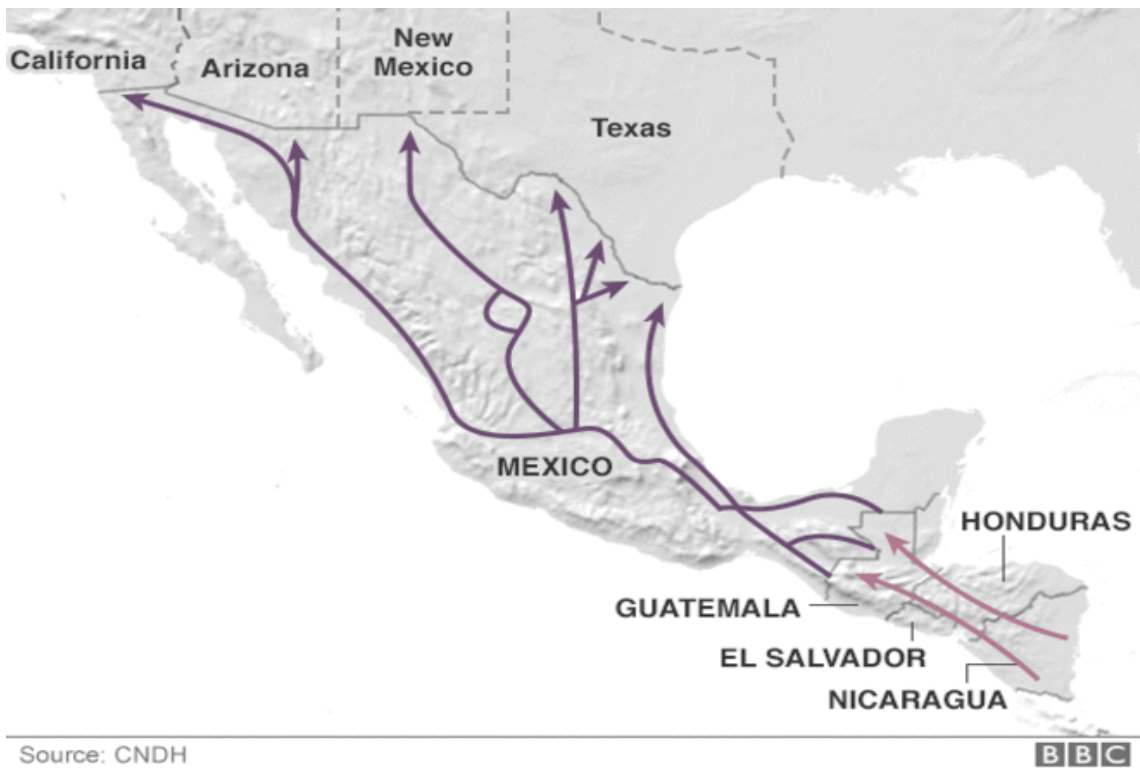 California
Arizona
New
Mexico
Texas
MEXICO
HONDURAS
GUATEMALA
EL SALVADOR
NICARAGUA
Source: CNDH
BBC